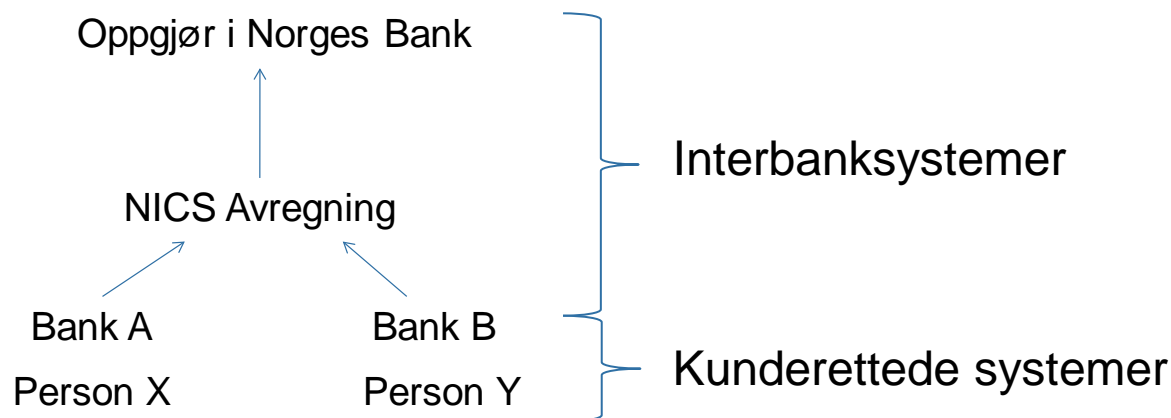 Oppgjør i Norges Bank
Interbanksystemer
NICS Avregning
Bank A
Bank B
Kunderettede systemer
Person X
Person Y